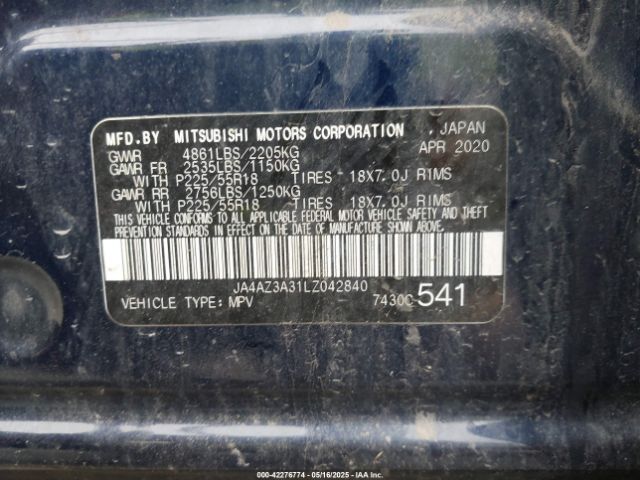 MFD.BY MITSUBISHI MOTORS CORPORATION , JAPAN
GVWR 4861LBS/2205KG APR 2020
GAWR FR 2535LBS/1150KG
WITH P225/55R18 TIRES 18X7.0J RIMS
GAWR RR 2756LBS/1250KG
WITH P225/55R18 TIRES 18X7.0J RIMS
THIS VEHICLE CONFORMS TO ALL APPLICABLE FEDERAL MOTOR VEHICLE SAFETY AND THEFT
PREVENTION STANDARDS IN EFFECT ON THE DATE OF MANUFACTURE SHOWN ABOVE.
JA4AZ3A31LZ042840
VEHICLE TYPE: MPV 7430C541
000-42276774 - 05/16/2025 - IAA Holdings, LLC.